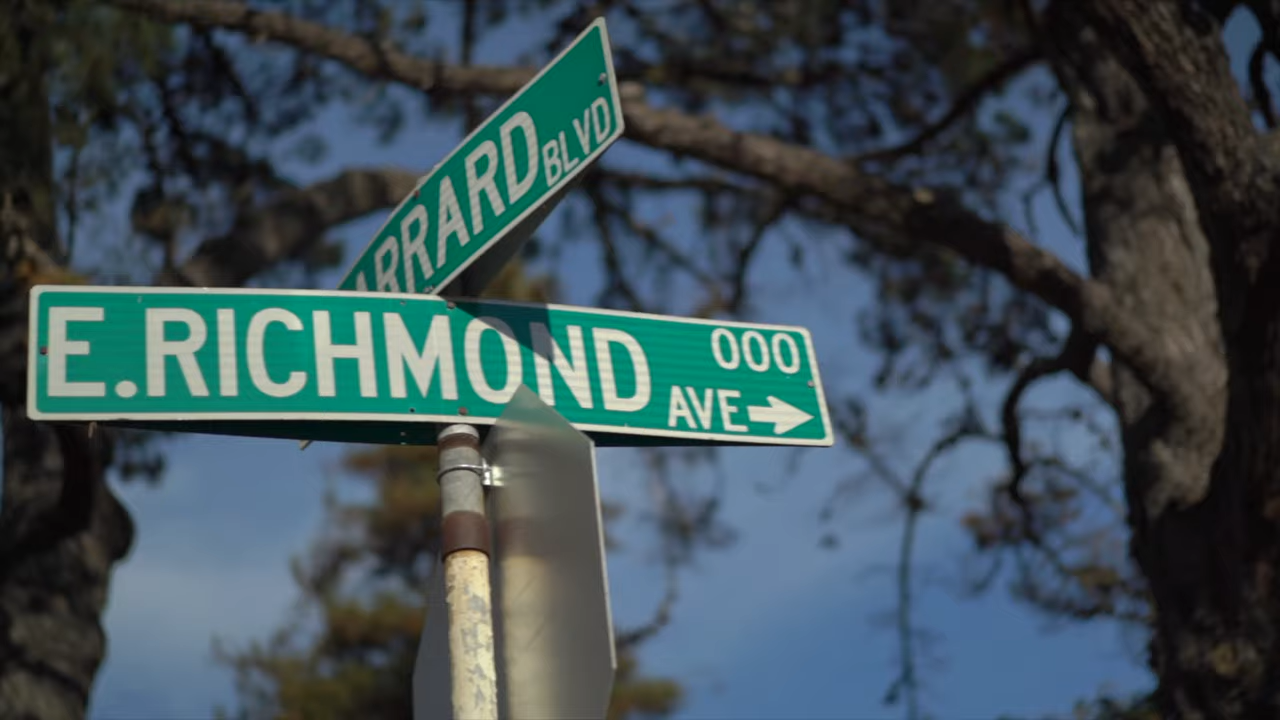 ARRARD BLVD
E.RICHMOND 000
AVE →